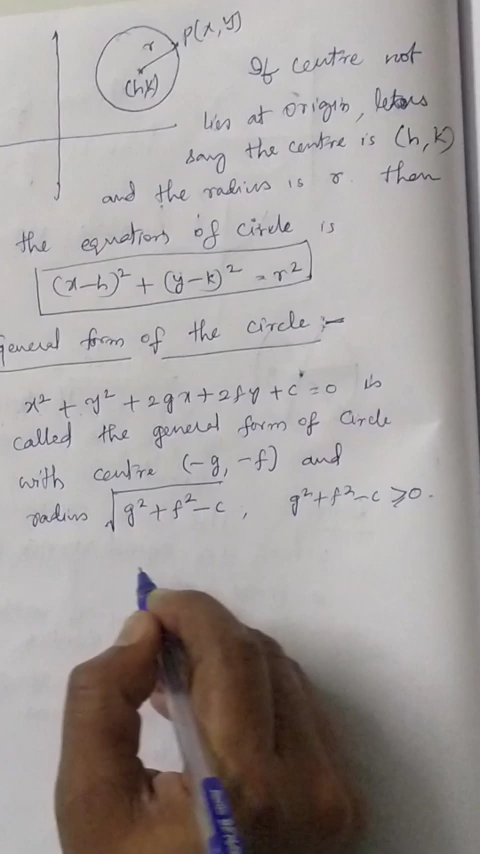 P(x, y)
r
(h,k)
If centre not
lies at origin, letus
say the centre is (h, k)
and the radius is r. then
the equation of circle is
(x-h)² + (y-k)² = r²
General form of the circle :-
x² + y² + 2gx + 2fy + c = 0 is
called the general form of circle
with centre (-g, -f) and
radius √g²+f²-c , g²+f²-c ≥0.